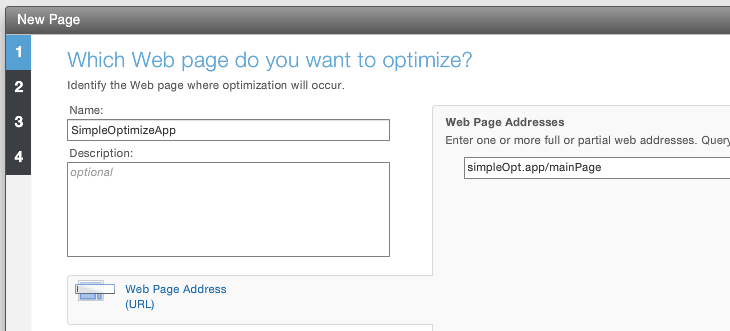 New Page
1
2
3
4
Which Web page do you want to optimize?
Identify the Web page where optimization will occur.
Name:
SimpleOptimizeApp
Description:
optional
Web Page Address
(URL)
Web Page Addresses
Enter one or more full or partial web addresses. Query
simpleOpt.app/mainPage